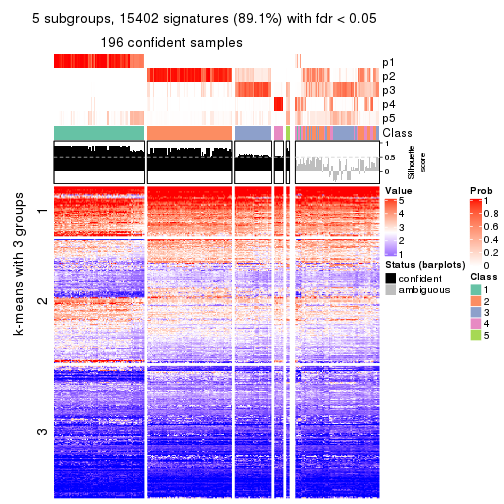 5 subgroups, 15402 signatures (89.1%) with fdr < 0.05
196 confident samples
p1
p2
p3
p4
p5
Class
1
0.5
0
Silhouette
score
k-means with 3 groups
1
2
3
Value
5
4
3
2
1
Status (barplots)
confident
ambiguous
Prob
1
0.8
0.6
0.4
0.2
0
Class
1
2
3
4
5